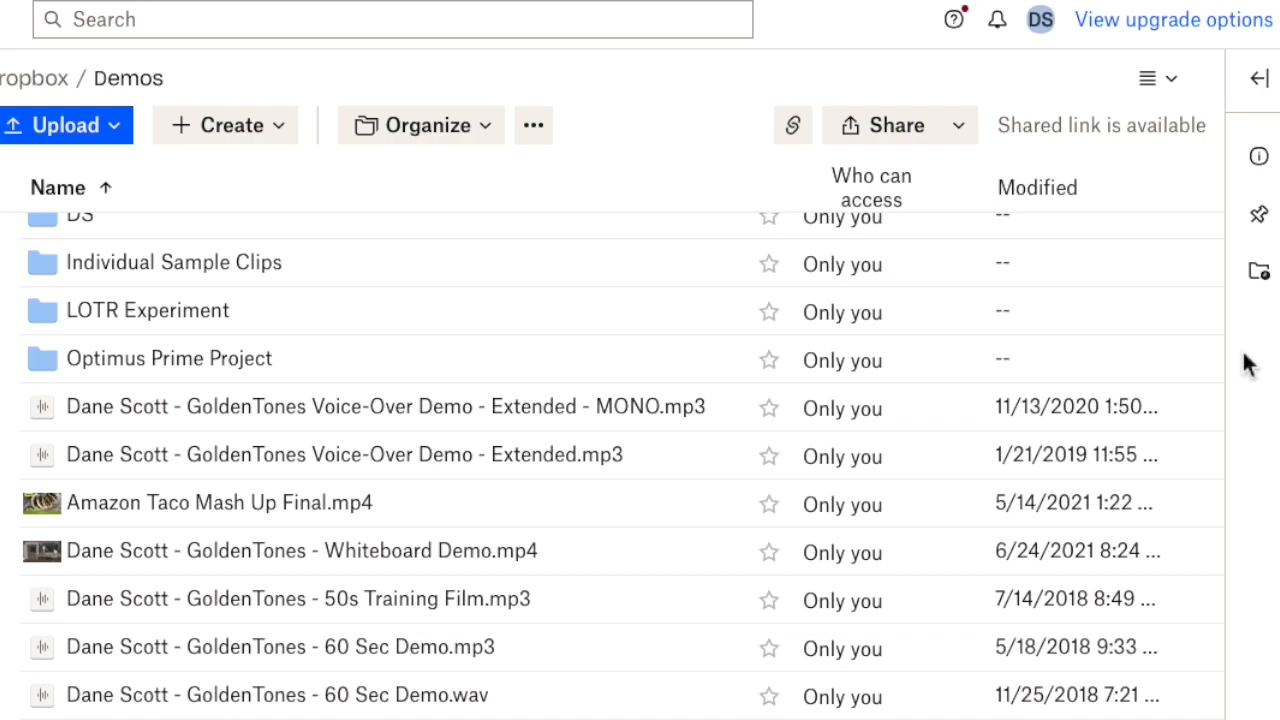 Search
DS
View upgrade options
ropbox / Demos
Upload
Create
Organize
Share
Shared link is available
Name
Who can
access
Modified
DS Only you --
Individual Sample Clips Only you --
LOTR Experiment Only you --
Optimus Prime Project Only you --
Dane Scott - GoldenTones Voice-Over Demo - Extended - MONO.mp3 Only you 11/13/2020 1:50...
Dane Scott - GoldenTones Voice-Over Demo - Extended.mp3 Only you 1/21/2019 11:55 ...
Amazon Taco Mash Up Final.mp4 Only you 5/14/2021 1:22 ...
Dane Scott - GoldenTones - Whiteboard Demo.mp4 Only you 6/24/2021 8:24 ...
Dane Scott - GoldenTones - 50s Training Film.mp3 Only you 7/14/2018 8:49 ...
Dane Scott - GoldenTones - 60 Sec Demo.mp3 Only you 5/18/2018 9:33 ...
Dane Scott - GoldenTones - 60 Sec Demo.wav Only you 11/25/2018 7:21 ...